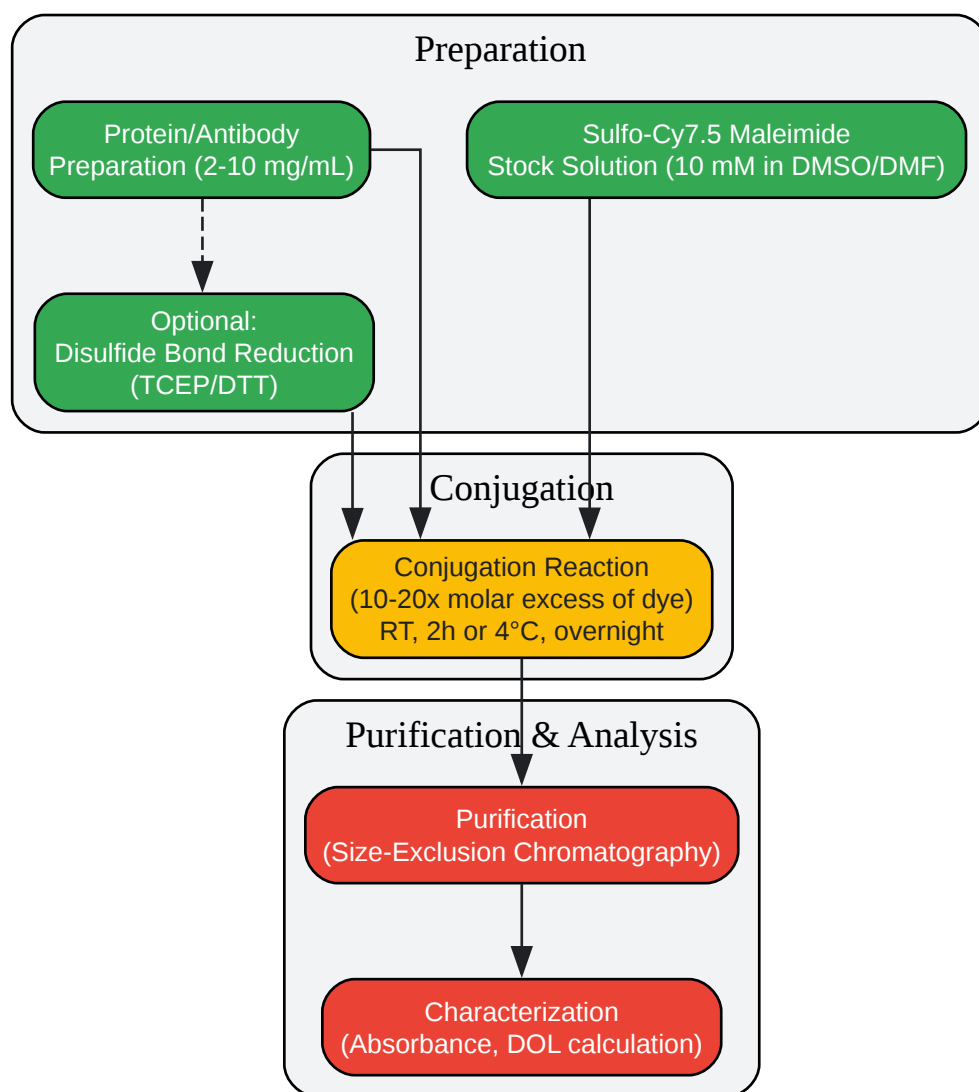 Preparation
Protein/Antibody
Preparation (2-10 mg/mL)
Sulfo-Cy7.5 Maleimide
Stock Solution (10 mM in DMSO/DMF)
Optional:
Disulfide Bond Reduction
(TCEP/DTT)
Conjugation
Conjugation Reaction
(10-20x molar excess of dye)
RT, 2h or 4°C, overnight
Purification & Analysis
Purification
(Size-Exclusion Chromatography)
Characterization
(Absorbance, DOL calculation)